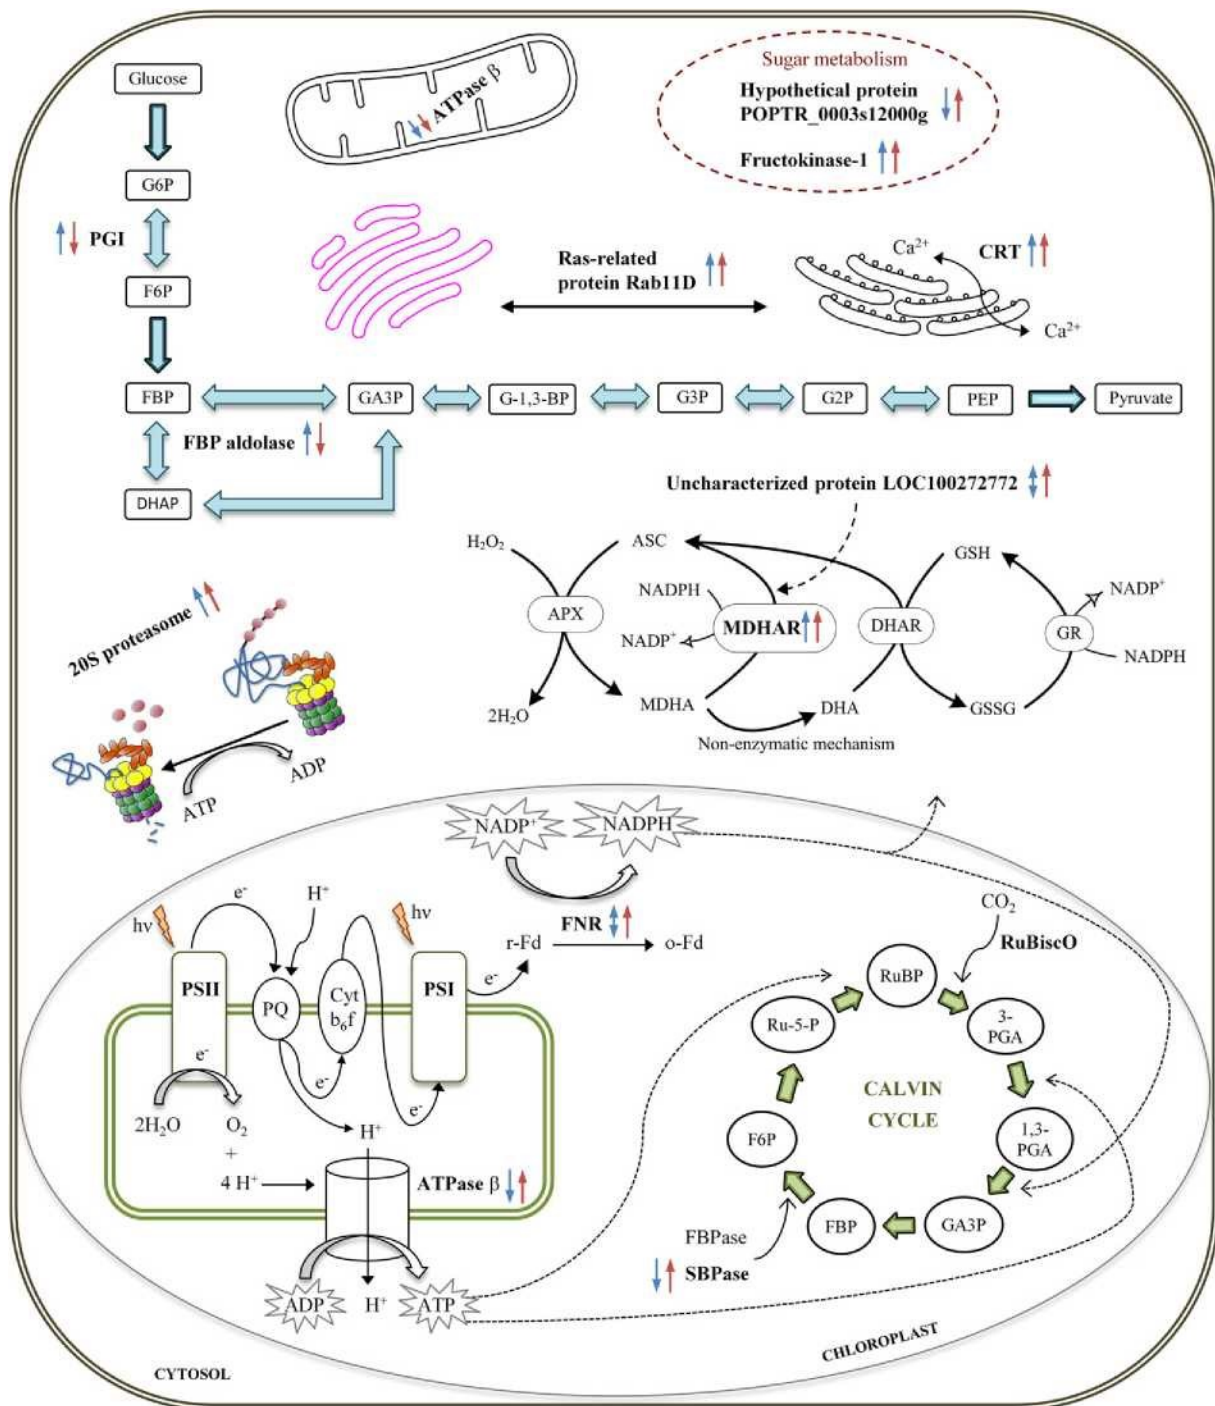 Glucose
G6P
PGI
F6P
FBP
GA3P
G-1,3-BP
G3P
G2P
PEP
Pyruvate
FBP aldolase
DHAP
ATPase β
Sugar metabolism
Hypothetical protein
POPTR_0003s12000g
Fructokinase-1
Ras-related
protein Rab11D
Ca²⁺
CRT
Ca²⁺
Uncharacterized protein LOC100272772
H₂O₂
ASC
GSH
NADPH
NADP⁺
APX
MDHAR
DHAR
GR
NADP⁺
NADPH
2H₂O
MDHA
DHA
GSSG
Non-enzymatic mechanism
20S proteasome
ATP
ADP
NADP⁺
NADPH
hν
e⁻
H⁺
hν
FNR
r-Fd
o-Fd
e⁻
PSII
PQ
Cyt
b₆f
PSI
e⁻
e⁻
e⁻
2H₂O
O₂
+
4 H⁺
H⁺
ATPase β
ADP
H⁺
ATP
CO₂
RuBiscO
RuBP
3-
PGA
Ru-5-P
CALVIN
CYCLE
1,3-
PGA
F6P
GA3P
FBP
FBPase
SBPase
CYTOSOL
CHLOROPLAST